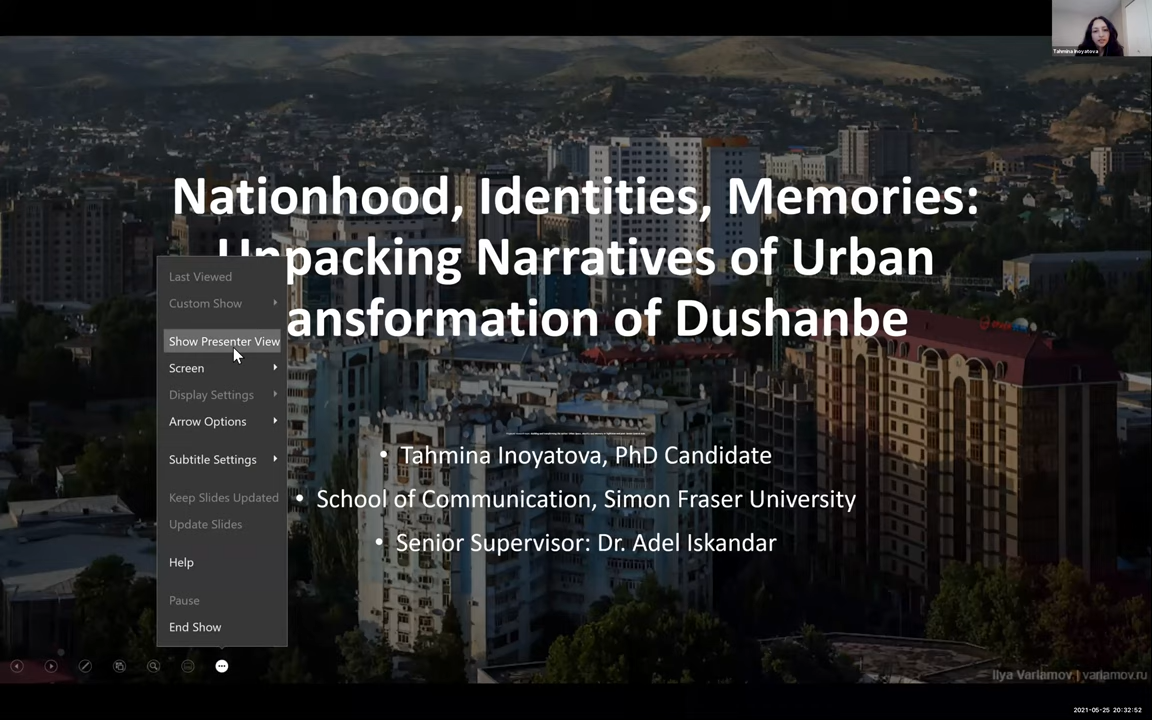 Tahmina Inoyatova
Nationhood, Identities, Memories:
Unpacking Narratives of Urban
ansformation of Dushanbe
Last Viewed
Custom Show
Show Presenter View
Screen
Display Settings
Arrow Options
Subtitle Settings
Keep Slides Updated
Update Slides
Help
Pause
End Show
• Tahmina Inoyatova, PhD Candidate
• School of Communication, Simon Fraser University
• Senior Supervisor: Dr. Adel Iskandar
Ilya Varlamov | varlamov.ru
2021-05-25 20:32:52